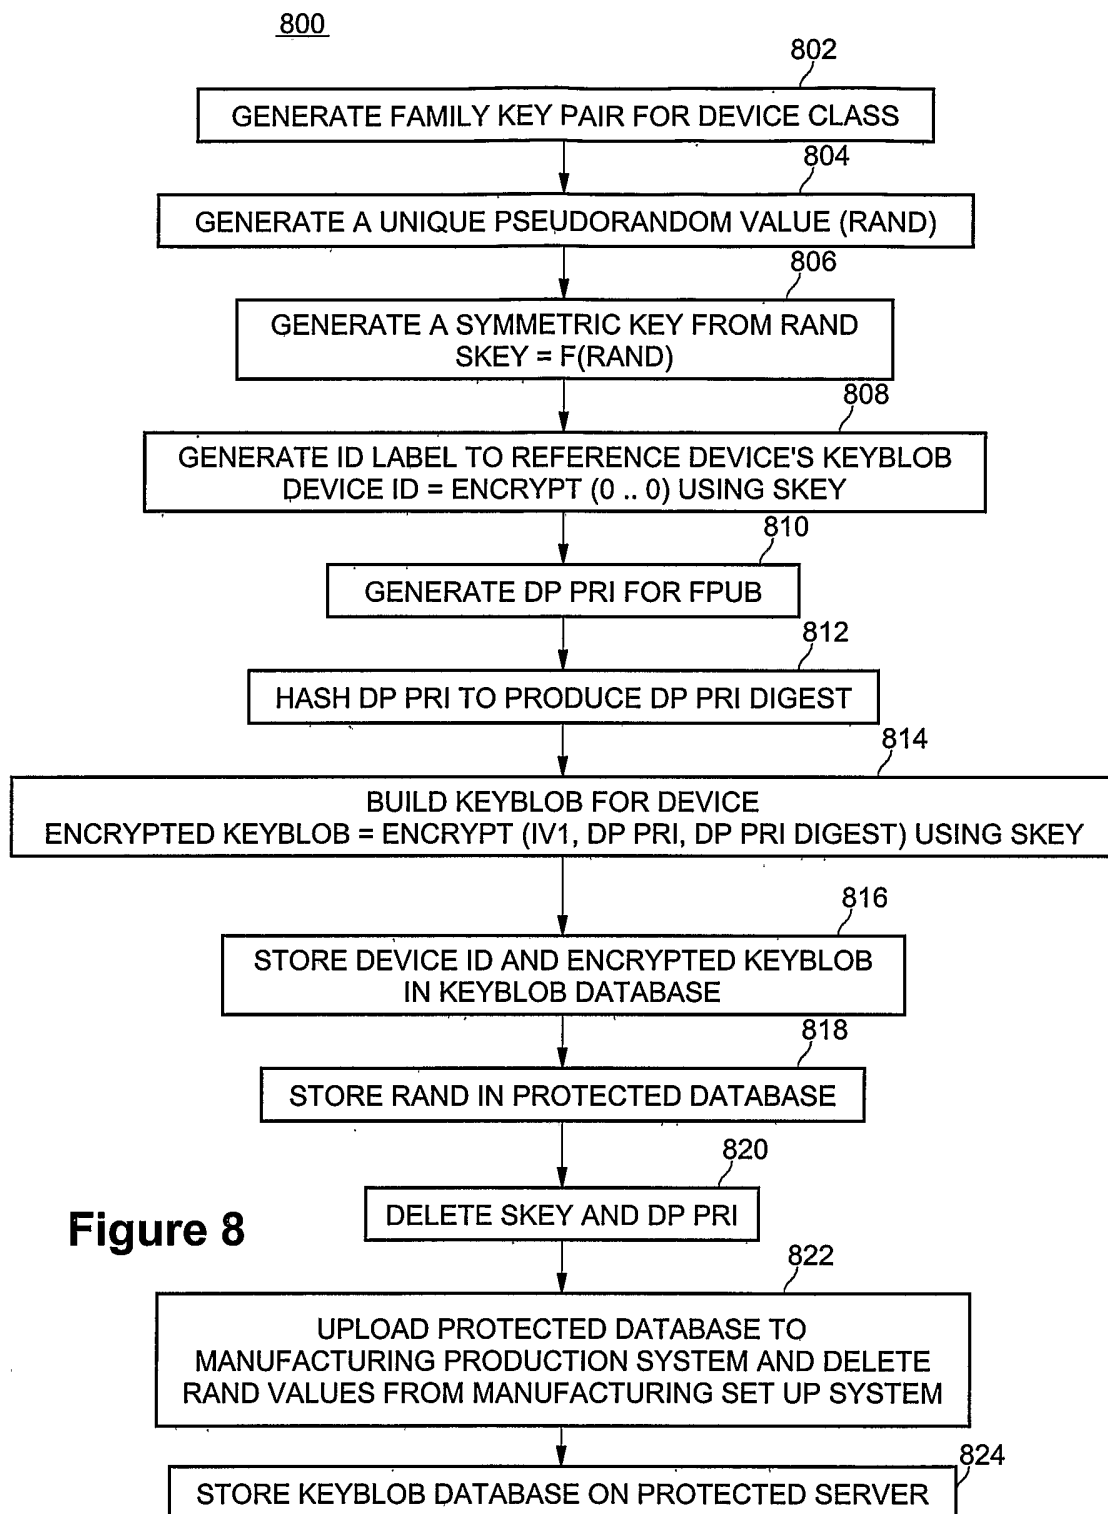 800
802
GENERATE FAMILY KEY PAIR FOR DEVICE CLASS
804
GENERATE A UNIQUE PSEUDORANDOM VALUE (RAND)
806
GENERATE A SYMMETRIC KEY FROM RAND
SKEY = F(RAND)
808
GENERATE ID LABEL TO REFERENCE DEVICE'S KEYBLOB
DEVICE ID = ENCRYPT (0 .. 0) USING SKEY
810
GENERATE DP PRI FOR FPUB
812
HASH DP PRI TO PRODUCE DP PRI DIGEST
814
BUILD KEYBLOB FOR DEVICE
ENCRYPTED KEYBLOB = ENCRYPT (IV1, DP PRI, DP PRI DIGEST) USING SKEY
816
STORE DEVICE ID AND ENCRYPTED KEYBLOB
IN KEYBLOB DATABASE
818
STORE RAND IN PROTECTED DATABASE
820
DELETE SKEY AND DP PRI
Figure 8
822
UPLOAD PROTECTED DATABASE TO
MANUFACTURING PRODUCTION SYSTEM AND DELETE
RAND VALUES FROM MANUFACTURING SET UP SYSTEM
824
STORE KEYBLOB DATABASE ON PROTECTED SERVER